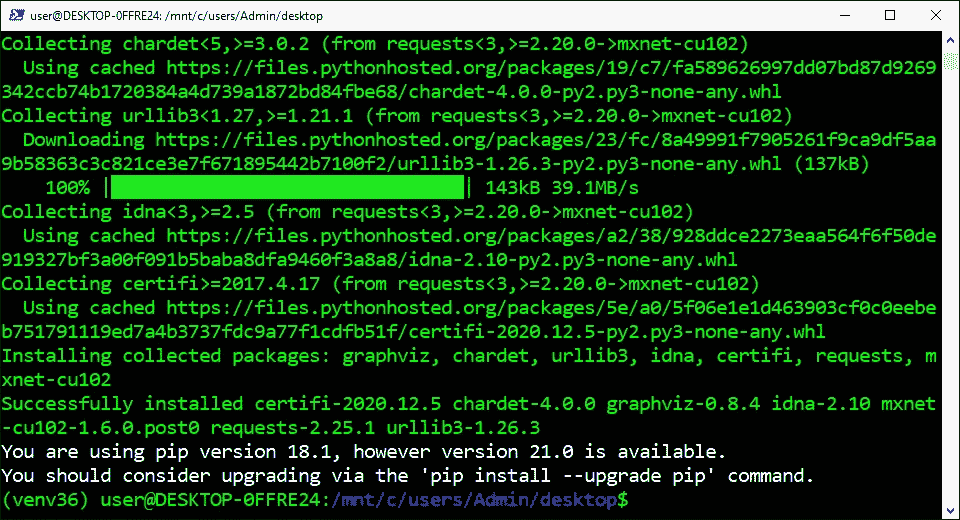 user@DESKTOP-0FFRE24: /mnt/c/users/Admin/desktop
Collecting chardet<5,>=3.0.2 (from requests<3,>=2.20.0->mxnet-cu102)
  Using cached https://files.pythonhosted.org/packages/19/c7/fa589626997dd07bd87d9269
342ccb74b1720384a4d739a1872bd84fbe68/chardet-4.0.0-py2.py3-none-any.whl
Collecting urllib3<1.27,>=1.21.1 (from requests<3,>=2.20.0->mxnet-cu102)
  Downloading https://files.pythonhosted.org/packages/23/fc/8a49991f7905261f9ca9df5aa
9b58363c3c821ce3e7f671895442b7100f2/urllib3-1.26.3-py2.py3-none-any.whl (137kB)
    100% |████████████████████████████████| 143kB 39.1MB/s
Collecting idna<3,>=2.5 (from requests<3,>=2.20.0->mxnet-cu102)
  Using cached https://files.pythonhosted.org/packages/a2/38/928ddce2273eaa564f6f50de
919327bf3a00f091b5baba8dfa9460f3a8a8/idna-2.10-py2.py3-none-any.whl
Collecting certifi>=2017.4.17 (from requests<3,>=2.20.0->mxnet-cu102)
  Using cached https://files.pythonhosted.org/packages/5e/a0/5f06e1e1d463903cf0c0eebe
b751791119ed7a4b3737fdc9a77f1cdfb51f/certifi-2020.12.5-py2.py3-none-any.whl
Installing collected packages: graphviz, chardet, urllib3, idna, certifi, requests, m
xnet-cu102
Successfully installed certifi-2020.12.5 chardet-4.0.0 graphviz-0.8.4 idna-2.10 mxnet
-cu102-1.6.0.post0 requests-2.25.1 urllib3-1.26.3
You are using pip version 18.1, however version 21.0 is available.
You should consider upgrading via the 'pip install --upgrade pip' command.
(venv36) user@DESKTOP-0FFRE24:/mnt/c/users/Admin/desktop$